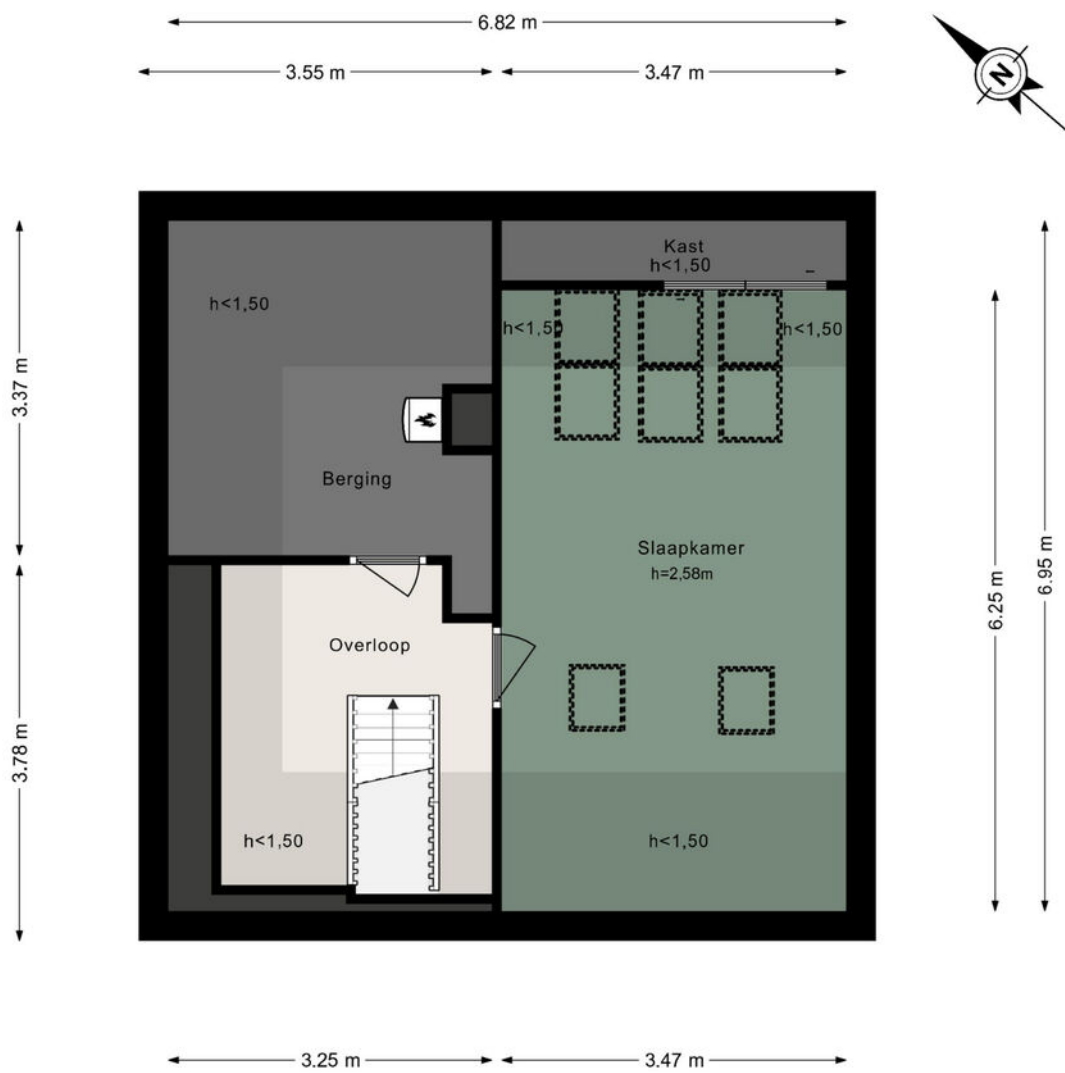 6.82 m
3.55 m
3.47 m
N
Kast
h<1,50
h<1,50
h<1,50
h<1,50
3.37 m
Berging
Slaapkamer
h=2,58m
6.25 m
6.95 m
Overloop
3.78 m
h<1,50
h<1,50
3.25 m
3.47 m